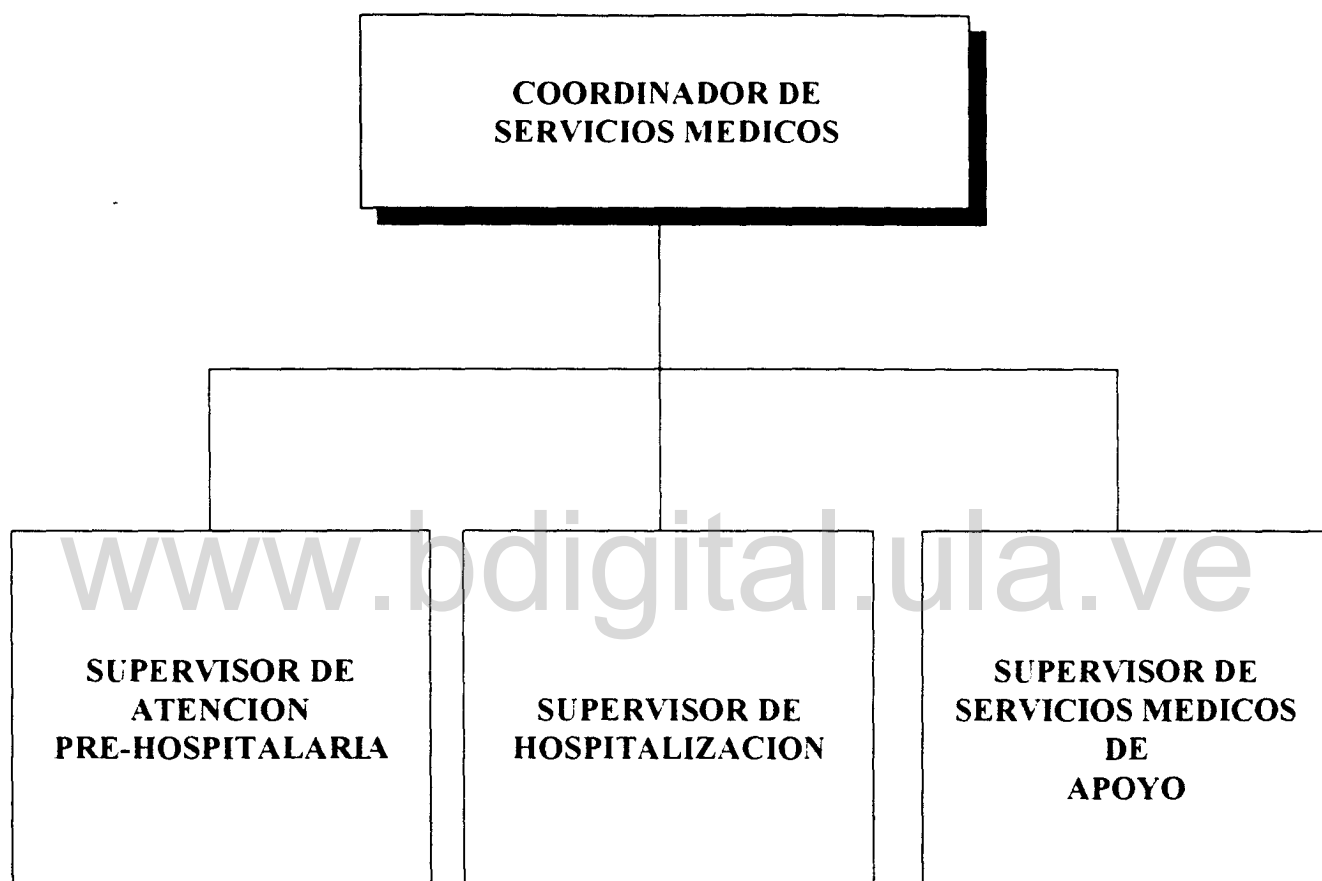 COORDINADOR DE
SERVICIOS MEDICOS
www.bdigital.ula.ve
SUPERVISOR DE
ATENCION
PRE-HOSPITALARIA
SUPERVISOR DE
HOSPITALIZACION
SUPERVISOR DE
SERVICIOS MEDICOS
DE
APOYO